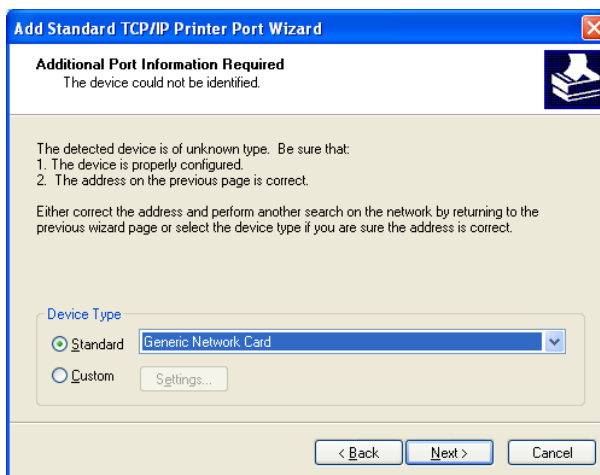 Add Standard TCP/IP Printer Port Wizard
Additional Port Information Required
The device could not be identified.
The detected device is of unknown type. Be sure that:
1. The device is properly configured.
2. The address on the previous page is correct.
Either correct the address and perform another search on the network by returning to the
previous wizard page or select the device type if you are sure the address is correct.
Device Type
Standard
Generic Network Card
Custom
Settings...
< Back
Next >
Cancel